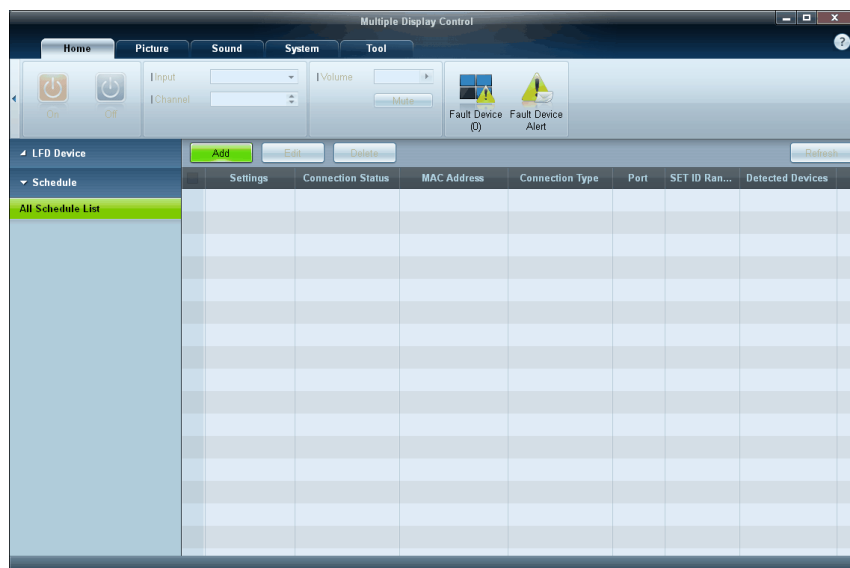 Multiple Display Control
Home Picture Sound System Tool
?
On Off
Input
Channel
Volume
Mute
Fault Device
(0)
Fault Device
Alert
LFD Device
Schedule
All Schedule List
Add Edit Delete Refresh
Settings Connection Status MAC Address Connection Type Port SET ID Ran... Detected Devices